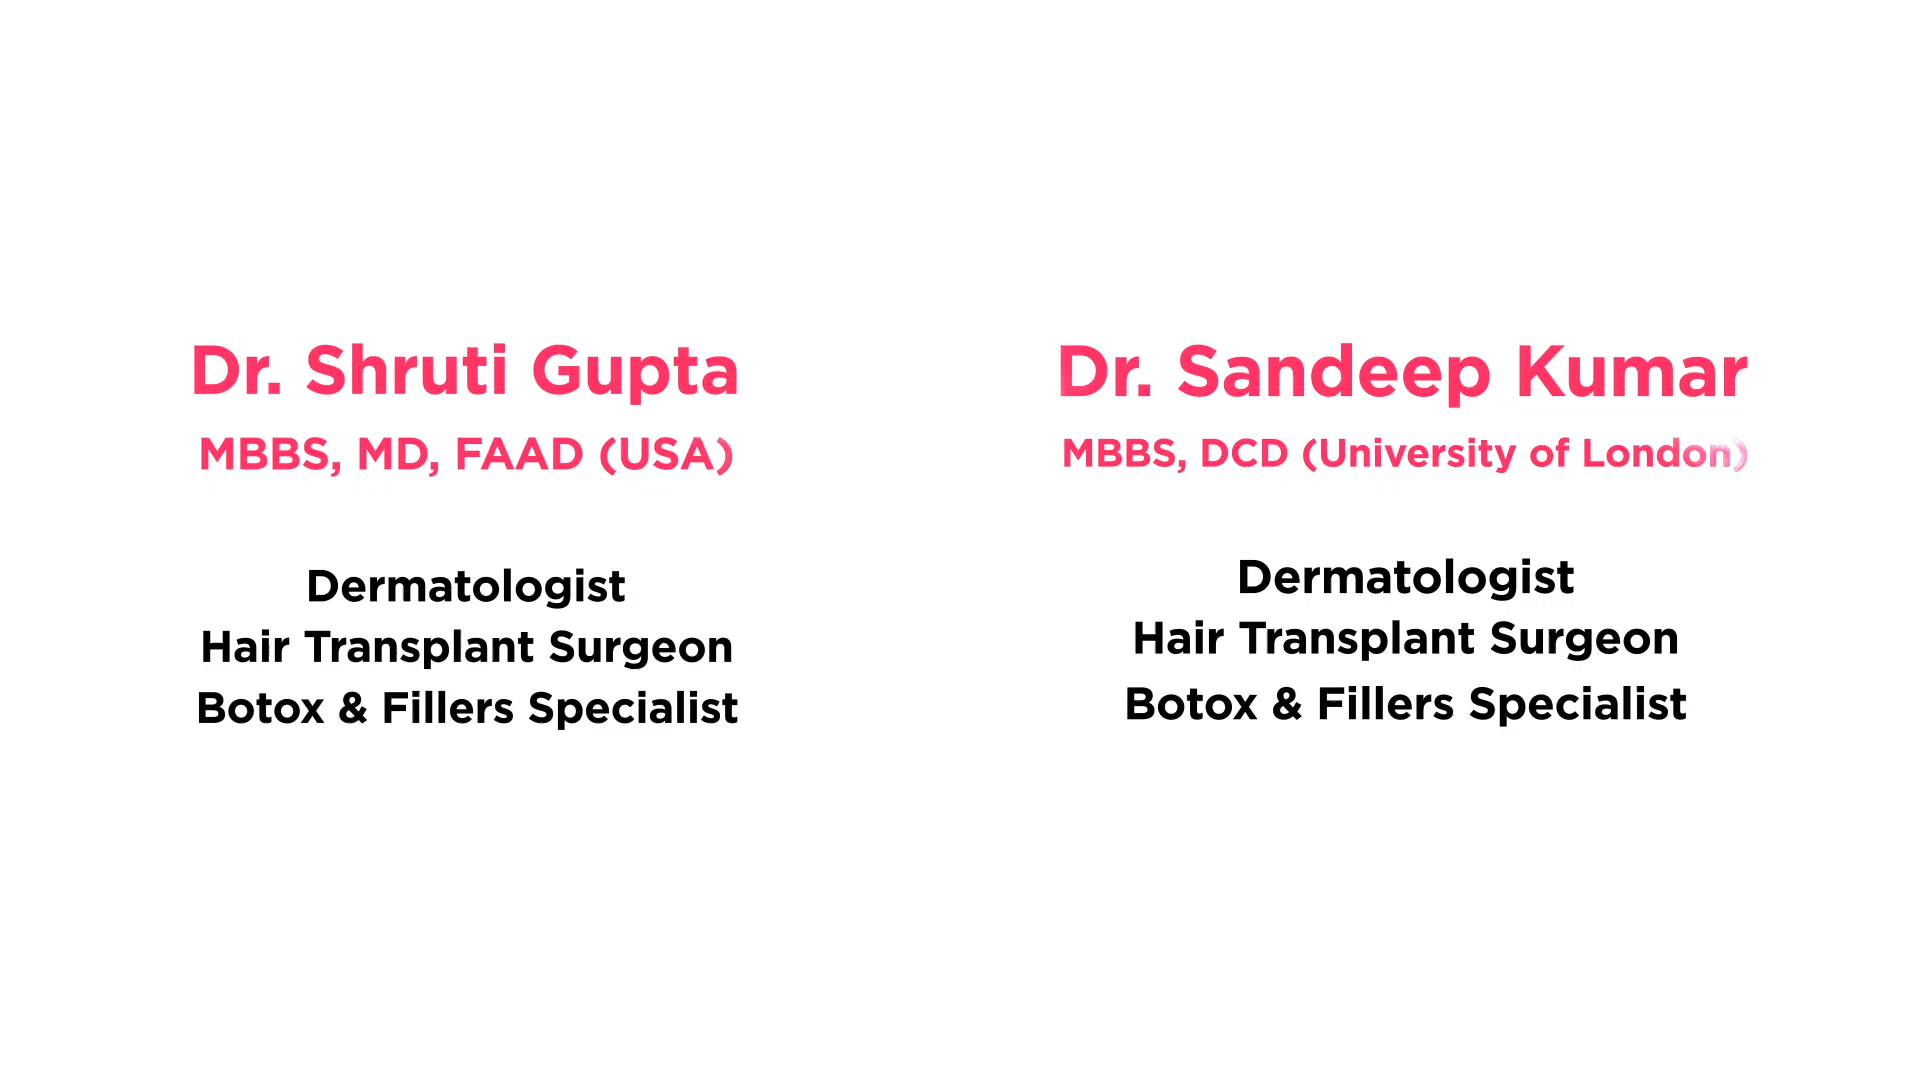 Dr. Shruti Gupta
MBBS, MD, FAAD (USA)
Dermatologist
Hair Transplant Surgeon
Botox & Fillers Specialist
Dr. Sandeep Kumar
MBBS, DCD (University of London)
Dermatologist
Hair Transplant Surgeon
Botox & Fillers Specialist